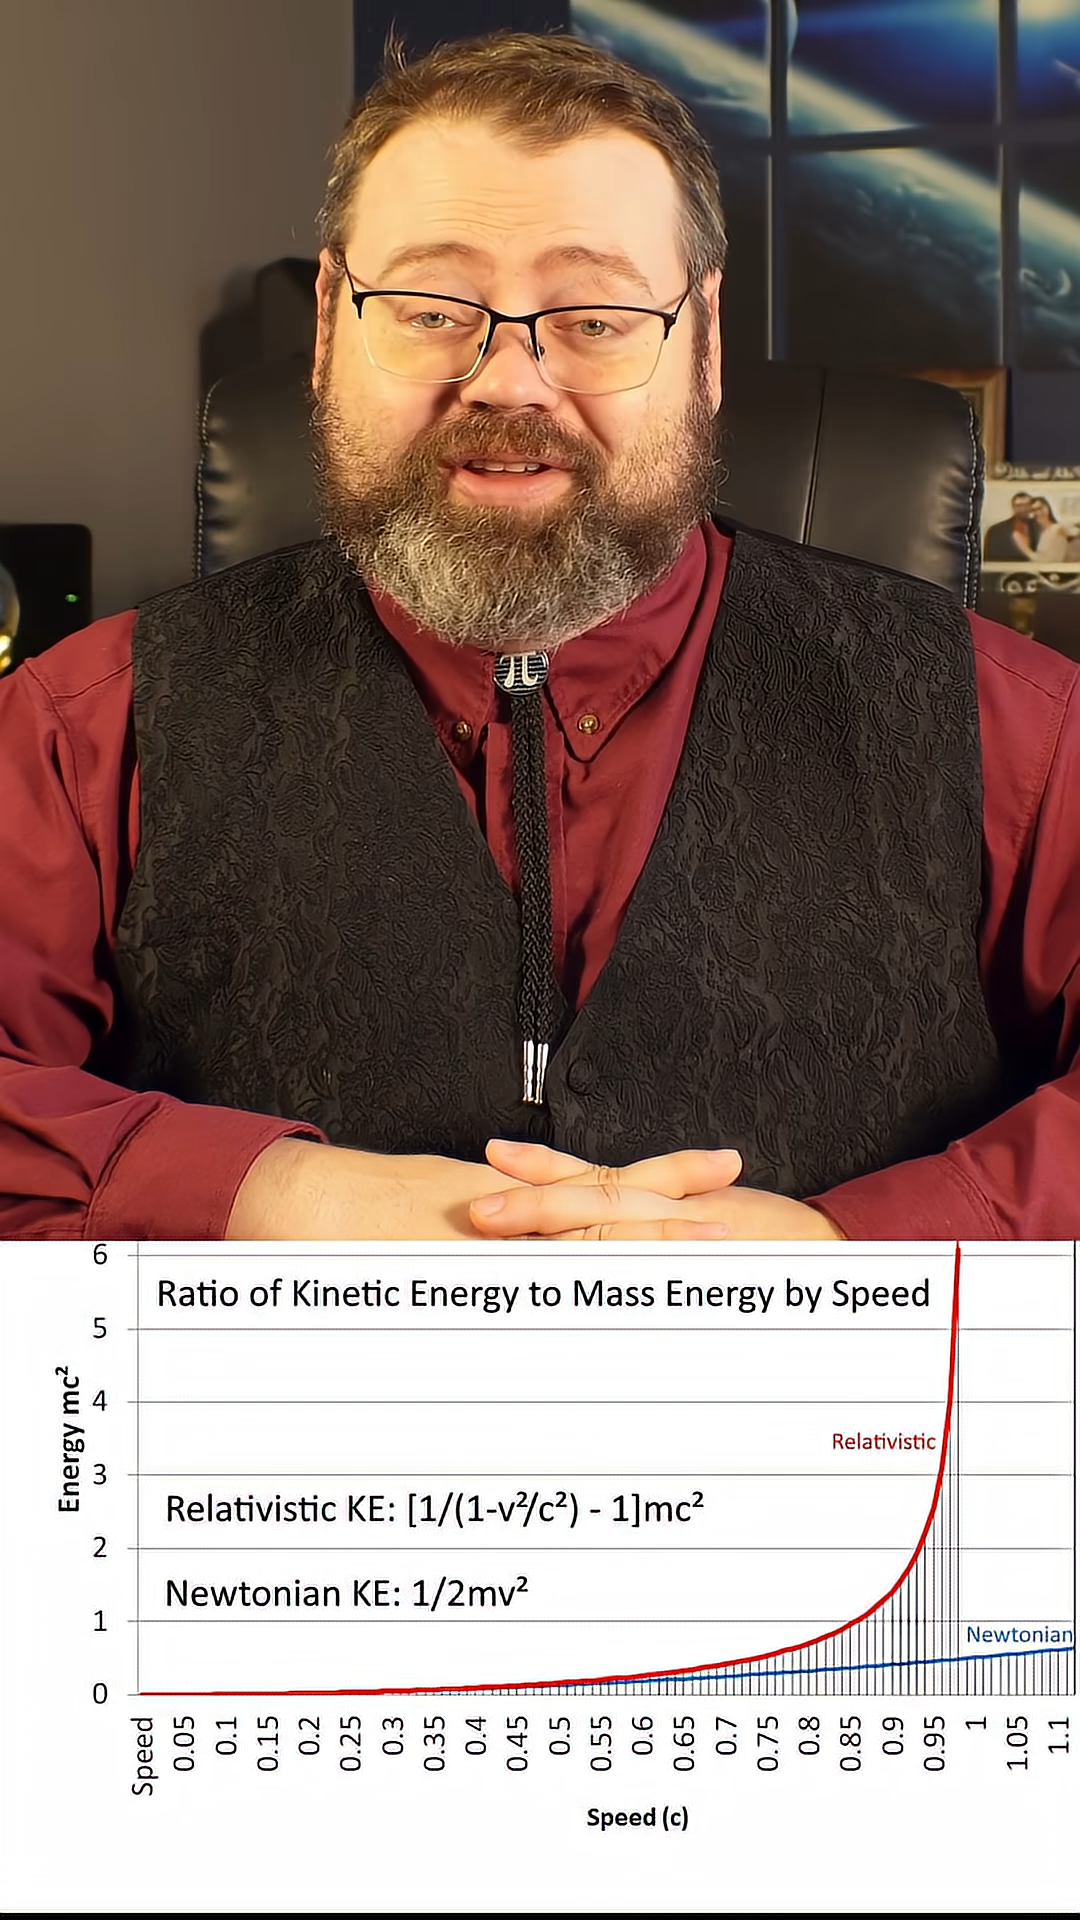 π
6
Ratio of Kinetic Energy to Mass Energy by Speed
5
4
Energy mc²
Relativistic
3
Relativistic KE: [1/(1-v²/c²) - 1]mc²
2
Newtonian KE: 1/2mv²
1
Newtonian
0
Speed 0.05 0.1 0.15 0.2 0.25 0.3 0.35 0.4 0.45 0.5 0.55 0.6 0.65 0.7 0.75 0.8 0.85 0.9 0.95 1 1.05 1.1
Speed (c)